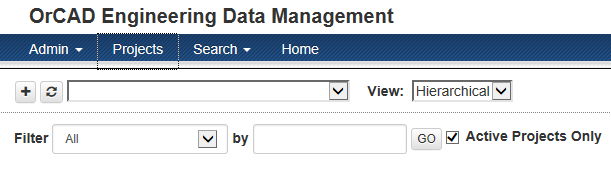 OrCAD Engineering Data Management
Admin Projects Search Home
View: Hierarchical
Filter All by GO Active Projects Only